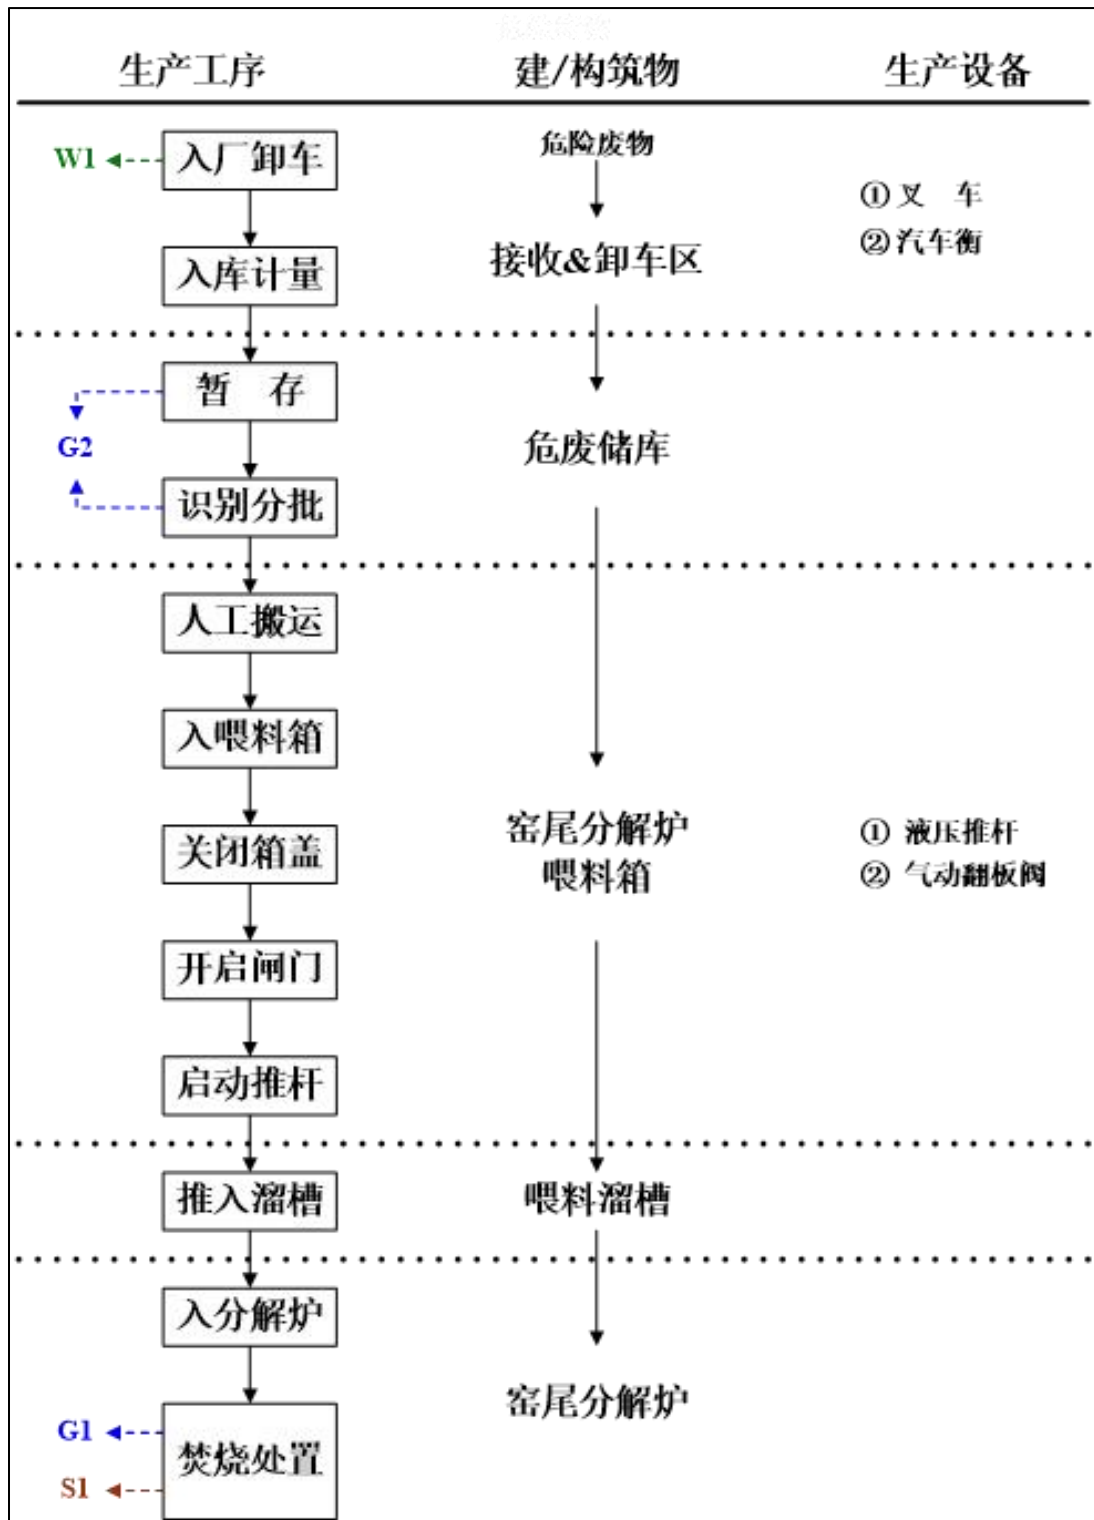 生产工序 建/构筑物 生产设备
W1 入厂卸车 危险废物
① 叉 车
② 汽车衡
入库计量 接收&卸车区
暂 存
G2 危废储库
识别分批
人工搬运
入喂料箱
关闭箱盖 窑尾分解炉 ① 液压推杆
喂料箱 ② 气动翻板阀
开启闸门
启动推杆
推入溜槽 喂料溜槽
入分解炉
窑尾分解炉
G1
焚烧处置
S1